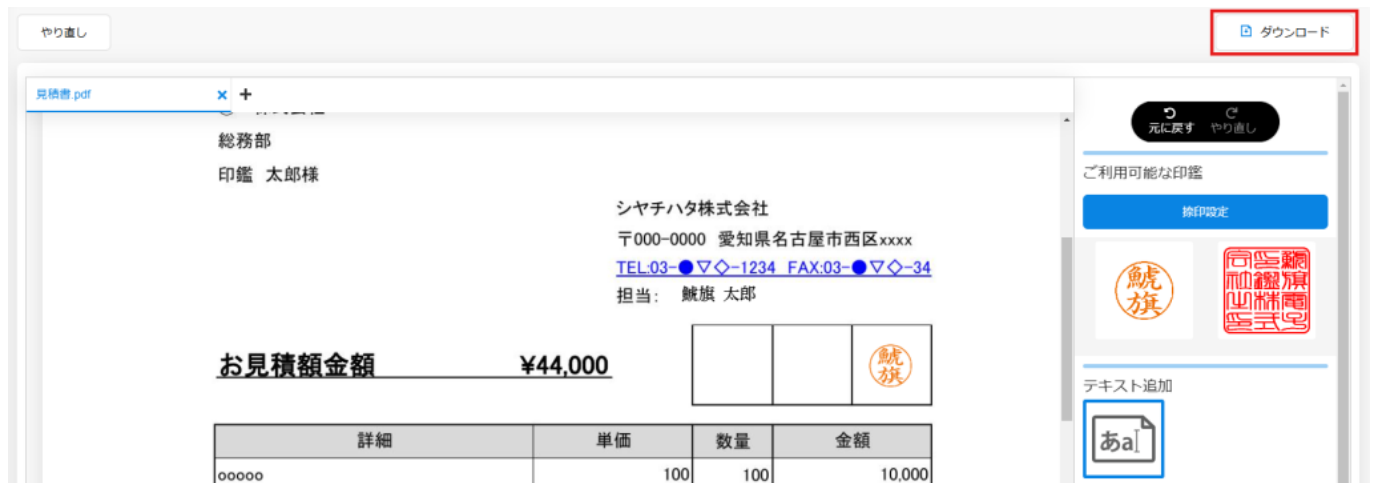 やり直し
ダウンロード
見積書.pdf × +
総務部
印鑑 太郎様
シヤチハタ株式会社
〒000-0000 愛知県名古屋市西区xxxx
TEL:03-●▽◇-1234 FAX:03-●▽◇-34
担当: 鯱旗 太郎
お見積額金額 ¥44,000
鯱旗
詳細 単価 数量 金額
ooooo 100 100 10,000
元に戻す やり直し
ご利用可能な印鑑
捺印設定
鯱旗
テキスト追加
あa